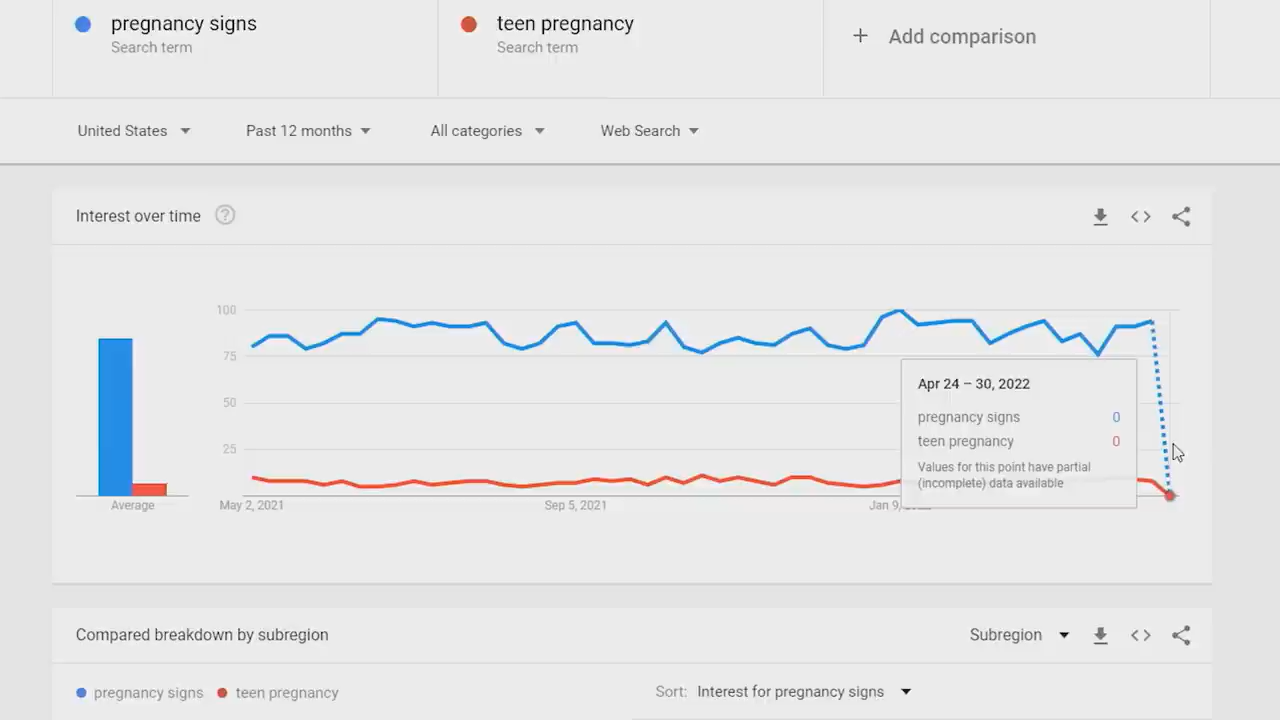 pregnancy signs
Search term
teen pregnancy
Search term
+ Add comparison
United States
Past 12 months
All categories
Web Search
Interest over time
100
75
50
25
Average
May 2, 2021
Sep 5, 2021
Jan 9,
Apr 24 – 30, 2022
pregnancy signs 0
teen pregnancy 0
Values for this point have partial
(incomplete) data available
Compared breakdown by subregion
Subregion
pregnancy signs
teen pregnancy
Sort: Interest for pregnancy signs